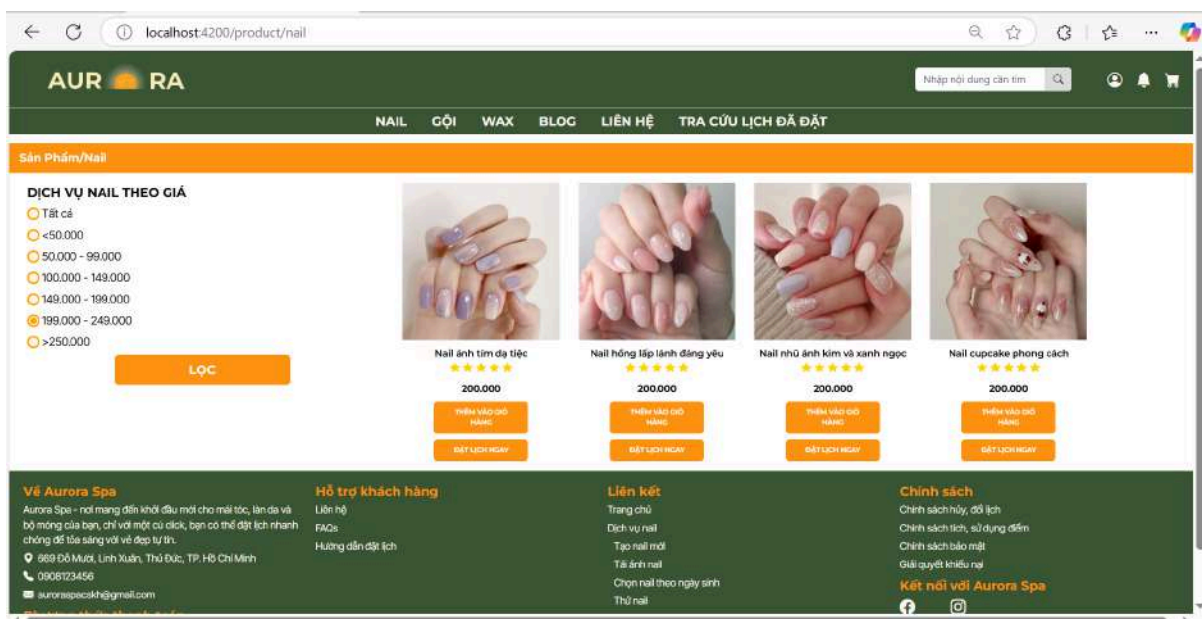 localhost:4200/product/nail
AUR RA
Nhập nội dung cần tìm
NAIL GỘI WAX BLOG LIÊN HỆ TRA CỨU LỊCH ĐÃ ĐẶT
Sản Phẩm/Nail
DỊCH VỤ NAIL THEO GIÁ
Tất cả
<50.000
50.000 - 99.000
100.000 - 149.000
149.000 - 199.000
199.000 - 249.000
>250.000
LỌC
Nail ánh tím dạ tiệc
200.000
THÊM VÀO GIỎ
HÀNG
ĐẶT LỊCH NGAY
Nail hồng lấp lánh đáng yêu
200.000
THÊM VÀO GIỎ
HÀNG
ĐẶT LỊCH NGAY
Nail nhũ ánh kim và xanh ngọc
200.000
THÊM VÀO GIỎ
HÀNG
ĐẶT LỊCH NGAY
Nail cupcake phong cách
200.000
THÊM VÀO GIỎ
HÀNG
ĐẶT LỊCH NGAY
Về Aurora Spa
Aurora Spa - nơi mang đến khởi đầu mới cho mái tóc, làn da và
bộ móng của bạn, chỉ với một cú click, bạn có thể đặt lịch nhanh
chóng để tỏa sáng với vẻ đẹp tự tin.
669 Đỗ Mười, Linh Xuân, Thủ Đức, TP. Hồ Chí Minh
0908123456
auroraspacskh@gmail.com
Phương thức thanh toán
Hỗ trợ khách hàng
Liên hệ
FAQs
Hướng dẫn đặt lịch
Liên kết
Trang chủ
Dịch vụ nail
Tạo nail mới
Tải ảnh nail
Chọn nail theo ngày sinh
Thử nail
Chính sách
Chính sách hủy, đổi lịch
Chính sách tích, sử dụng điểm
Chính sách bảo mật
Giải quyết khiếu nại
Kết nối với Aurora Spa